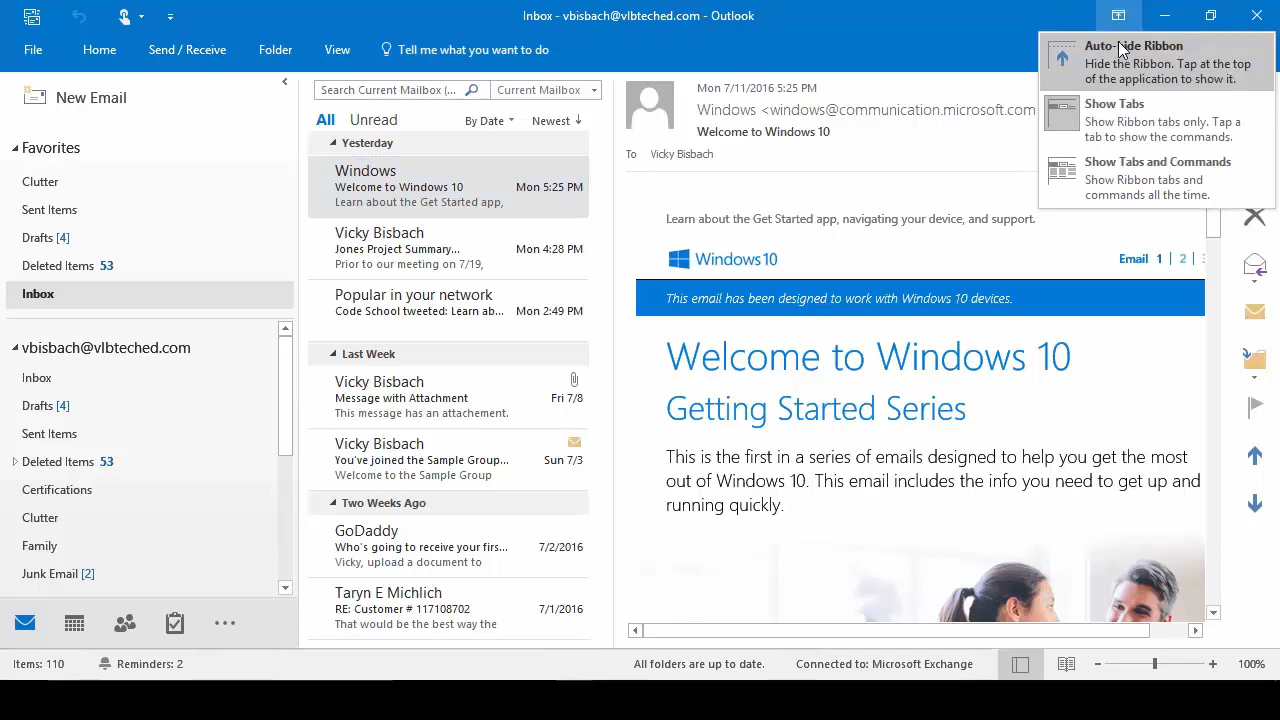 Inbox - vbisbach@vlbteched.com - Outlook
File
Home
Send / Receive
Folder
View
Tell me what you want to do
Auto-hide Ribbon
Hide the Ribbon. Tap at the top
of the application to show it.
Show Tabs
Show Ribbon tabs only. Tap a
tab to show the commands.
Show Tabs and Commands
Show Ribbon tabs and
commands all the time.
New Email
Favorites
Clutter
Sent Items
Drafts [4]
Deleted Items 53
Inbox
vbisbach@vlbteched.com
Inbox
Drafts [4]
Sent Items
Deleted Items 53
Certifications
Clutter
Family
Junk Email [2]
Search Current Mailbox (...
Current Mailbox
All
Unread
By Date
Newest
Yesterday
Windows
Welcome to Windows 10
Mon 5:25 PM
Learn about the Get Started app,
Vicky Bisbach
Jones Project Summary...
Mon 4:28 PM
Prior to our meeting on 7/19,
Popular in your network
Code School tweeted: Learn ab...
Mon 2:49 PM
Last Week
Vicky Bisbach
Message with Attachment
Fri 7/8
This message has an attachement.
Vicky Bisbach
You've joined the Sample Group...
Sun 7/3
Welcome to the Sample Group
Two Weeks Ago
GoDaddy
Who's going to receive your firs...
7/2/2016
Vicky, upload a document to
Taryn E Michlich
RE: Customer # 117108702
7/1/2016
That would be the best way the
Mon 7/11/2016 5:25 PM
Windows <windows@communication.microsoft.com
Welcome to Windows 10
To Vicky Bisbach
Learn about the Get Started app, navigating your device, and support.
Windows10
Email 1 | 2 | 3
This email has been designed to work with Windows 10 devices.
Welcome to Windows 10
Getting Started Series
This is the first in a series of emails designed to help you get the most
out of Windows 10. This email includes the info you need to get up and
running quickly.
Items: 110
Reminders: 2
All folders are up to date.
Connected to: Microsoft Exchange
100%